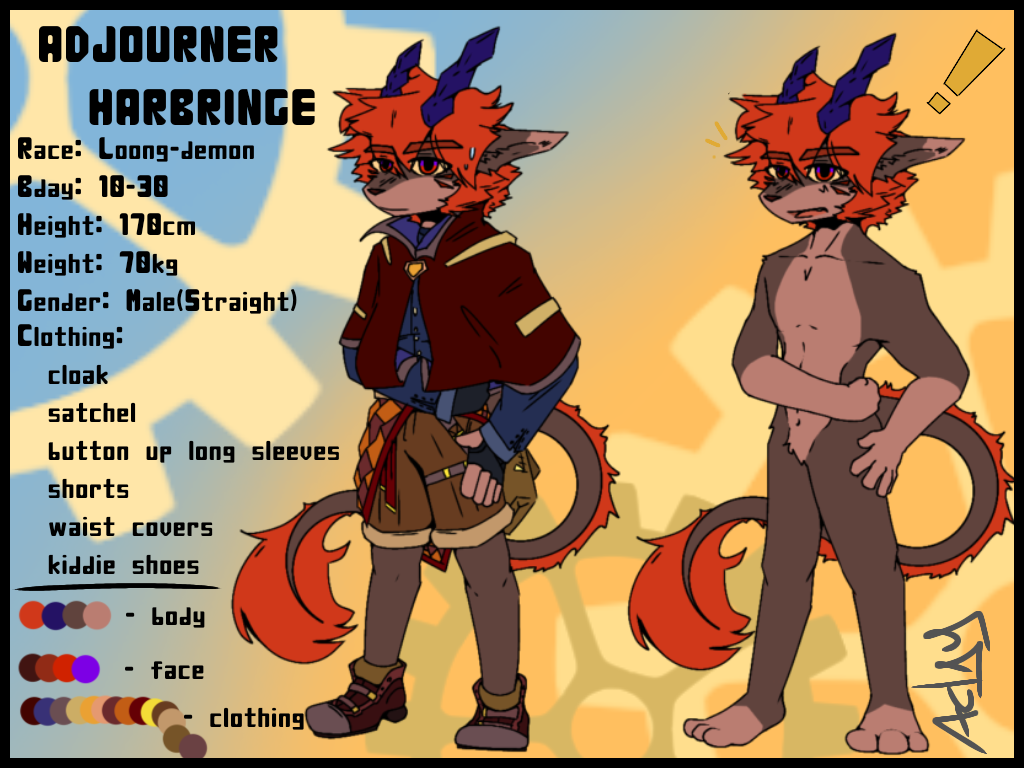 ADJOURNER
HARBRINGE
Race: Loong-demon
Bday: 10-30
Height: 170cm
Weight: 70kg
Gender: Male(Straight)
Clothing:
cloak
satchel
button up long sleeves
shorts
waist covers
kiddie shoes
- body
- face
- clothing
!